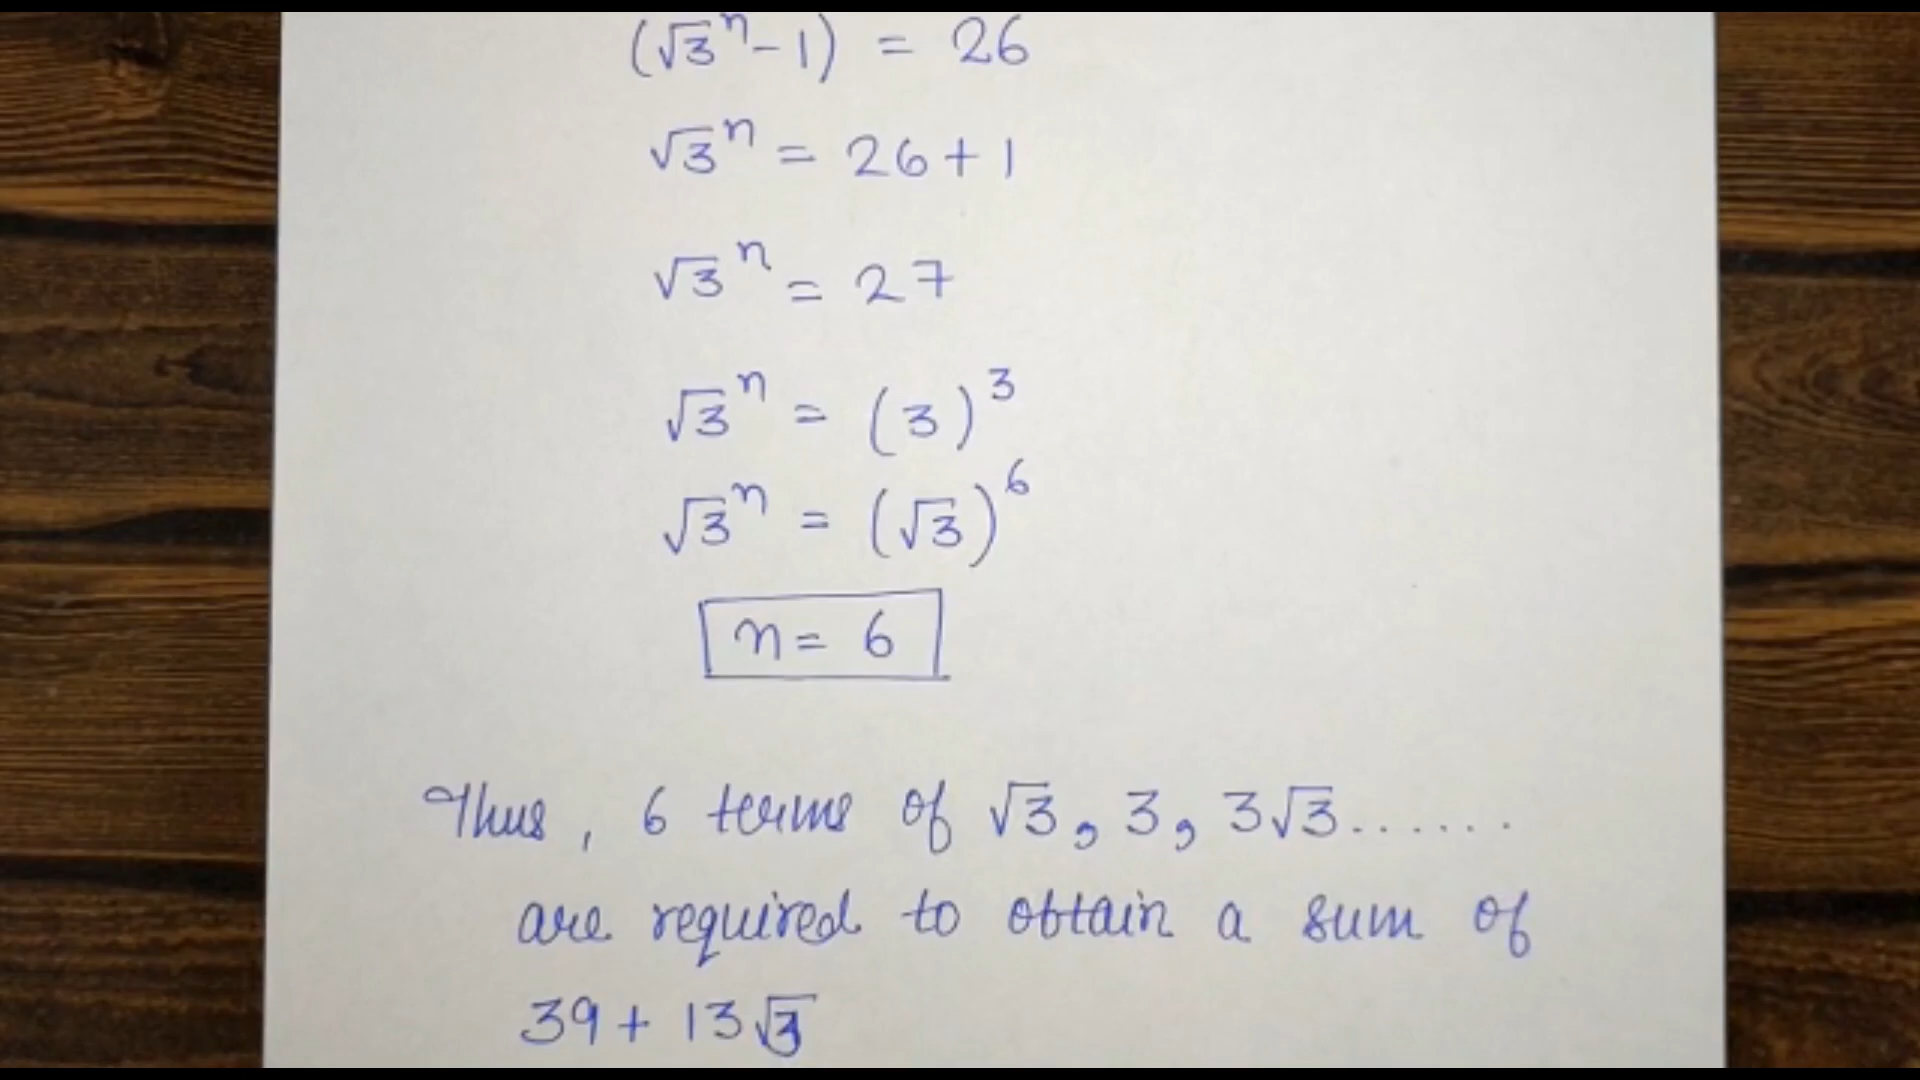 (√3ⁿ - 1) = 26
√3ⁿ = 26 + 1
√3ⁿ = 27
√3ⁿ = (3)³
√3ⁿ = (√3)⁶
n = 6
Thus, 6 terms of √3, 3, 3√3......
are required to obtain a sum of
39 + 13√3